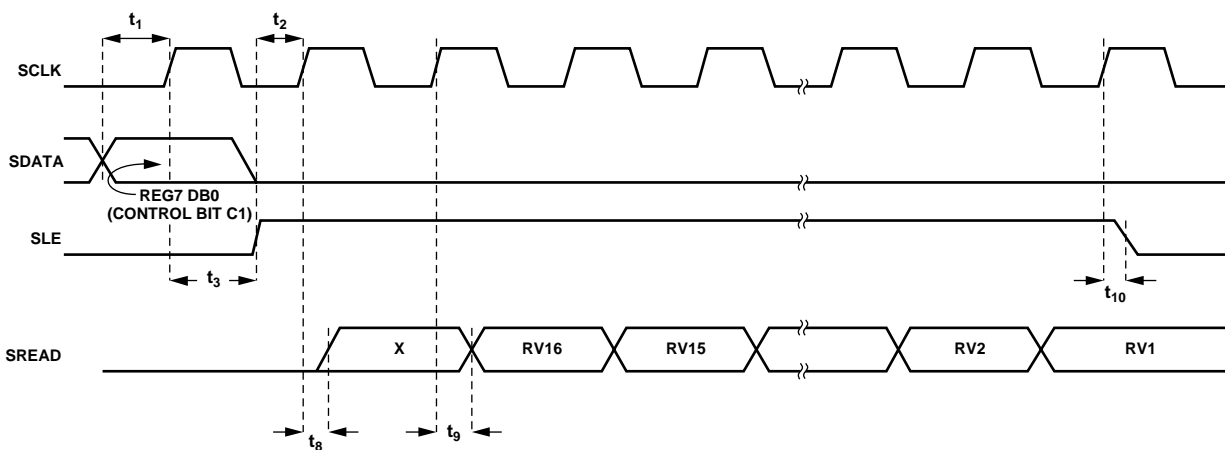 t1 t2
SCLK
SDATA
REG7 DB0
(CONTROL BIT C1)
SLE
t3
t10
SREAD X RV16 RV15 RV2 RV1
t8 t9